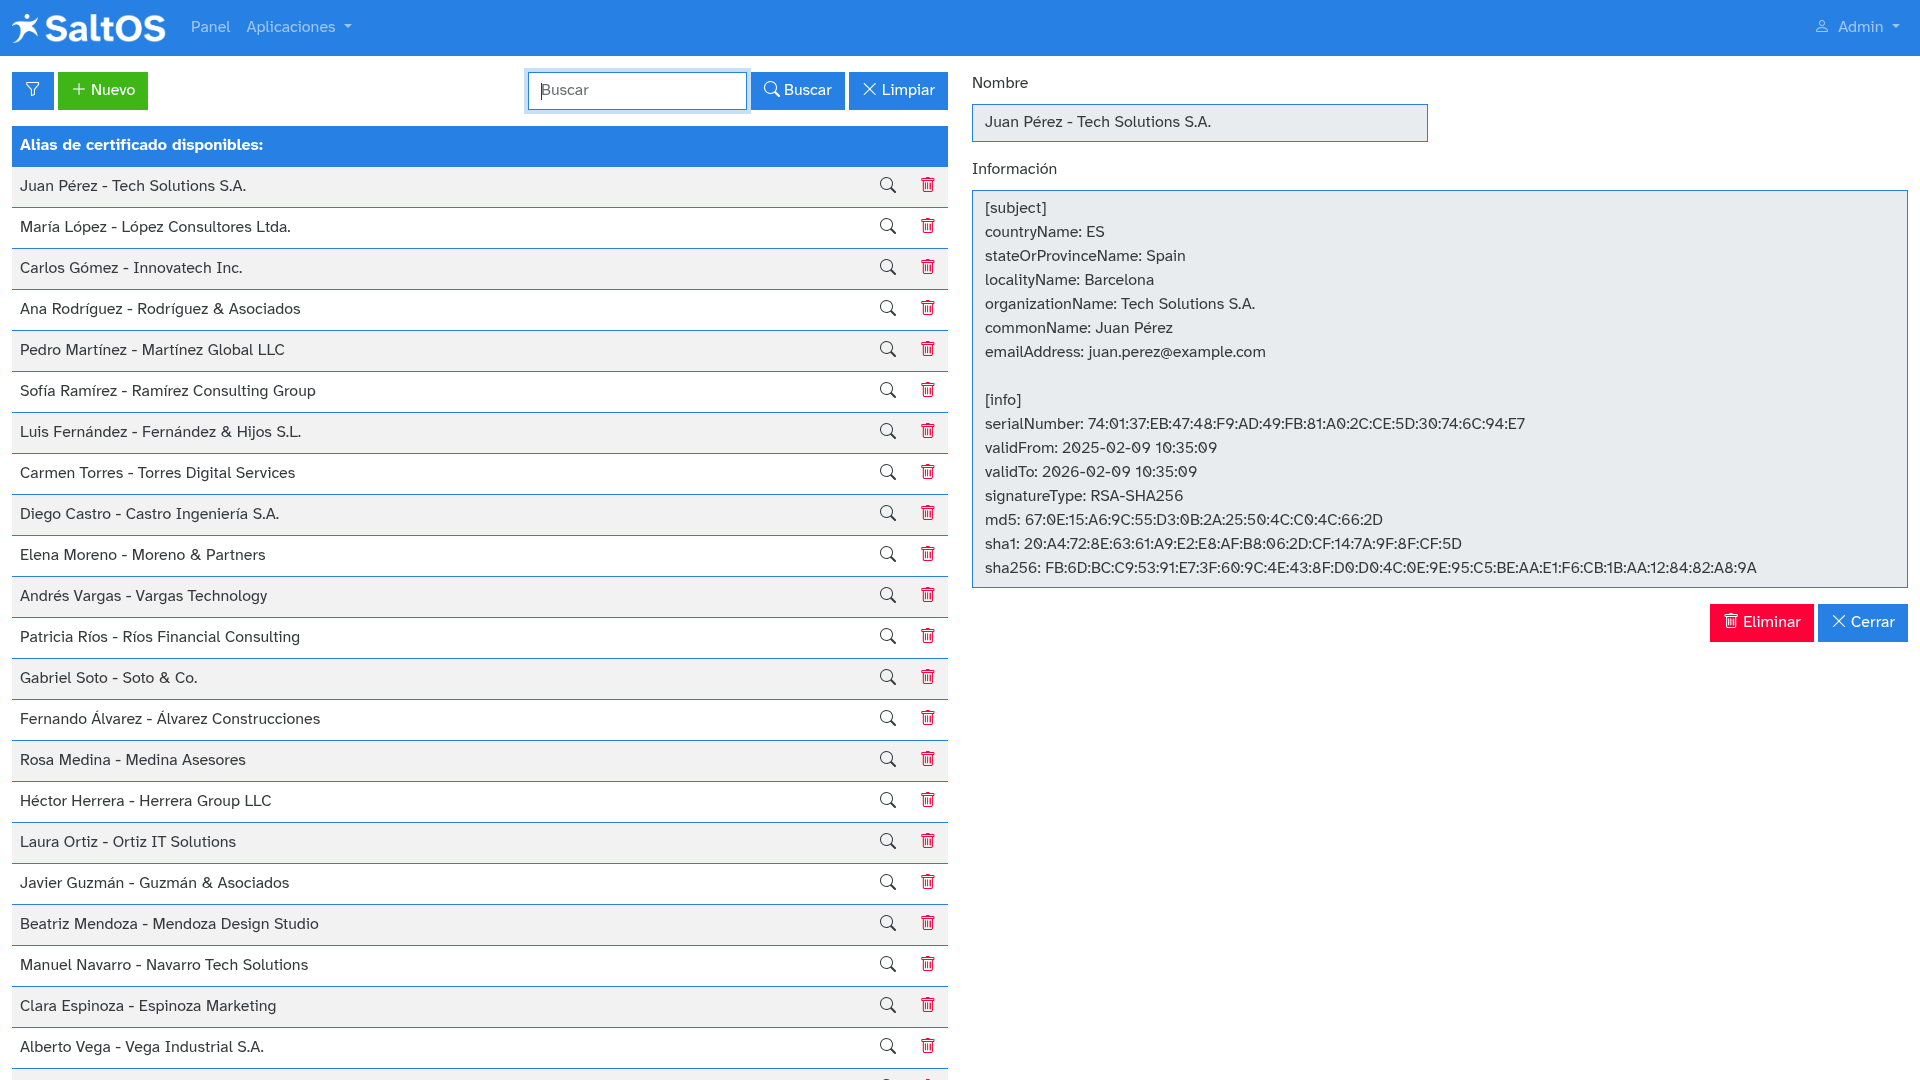 SaltOS
Panel
Aplicaciones
Admin
Nuevo
Buscar
Buscar
Limpiar
Alias de certificado disponibles:
Juan Pérez - Tech Solutions S.A.
María López - López Consultores Ltda.
Carlos Gómez - Innovatech Inc.
Ana Rodríguez - Rodríguez & Asociados
Pedro Martínez - Martínez Global LLC
Sofía Ramírez - Ramírez Consulting Group
Luis Fernández - Fernández & Hijos S.L.
Carmen Torres - Torres Digital Services
Diego Castro - Castro Ingeniería S.A.
Elena Moreno - Moreno & Partners
Andrés Vargas - Vargas Technology
Patricia Ríos - Ríos Financial Consulting
Gabriel Soto - Soto & Co.
Fernando Álvarez - Álvarez Construcciones
Rosa Medina - Medina Asesores
Héctor Herrera - Herrera Group LLC
Laura Ortiz - Ortiz IT Solutions
Javier Guzmán - Guzmán & Asociados
Beatriz Mendoza - Mendoza Design Studio
Manuel Navarro - Navarro Tech Solutions
Clara Espinoza - Espinoza Marketing
Alberto Vega - Vega Industrial S.A.
Nombre
Juan Pérez - Tech Solutions S.A.
Información
[subject]
countryName: ES
stateOrProvinceName: Spain
localityName: Barcelona
organizationName: Tech Solutions S.A.
commonName: Juan Pérez
emailAddress: juan.perez@example.com
[info]
serialNumber: 74:01:37:EB:47:48:F9:AD:49:FB:81:A0:2C:CE:5D:30:74:6C:94:E7
validFrom: 2025-02-09 10:35:09
validTo: 2026-02-09 10:35:09
signatureType: RSA-SHA256
md5: 67:0E:15:A6:9C:55:D3:0B:2A:25:50:4C:C0:4C:66:2D
sha1: 20:A4:72:8E:63:61:A9:E2:E8:AF:B8:06:2D:CF:14:7A:9F:8F:CF:5D
sha256: FB:6D:BC:C9:53:91:E7:3F:60:9C:4E:43:8F:D0:D0:4C:0E:9E:95:C5:BE:AA:E1:F6:CB:1B:AA:12:84:82:A8:9A
Eliminar
Cerrar